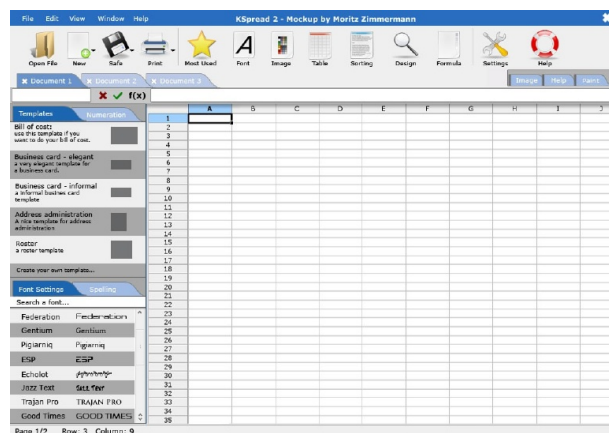 File Edit View Window Help KSpread 2 - Mockup by Moritz Zimmermann
Open File New Safe Print Most Used Font Image Table Sorting Design Formula Settings Help
Document 1 Document 2 Document 3 Image Help Paint
f(x)
Templates Numeration
Bill of cost:
use this template if you
want to do your bill of cost.
Business card - elegant
a very elegant template for
a business card.
Business card - informal
a informal busines card
template
Address administration
A nice template for address
administration
Roster
a roster template
Create your own template...
Font Settings Spelling
Search a font...
Federation Federation
Gentium Gentium
Pigiarniq Pigiarniq
ESP ESP
Echolot
Jazz Text Jazz Text
Trajan Pro TRAJAN PRO
Good Times GOOD TIMES
A B C D E F G H I J
1
2
3
4
5
6
7
8
9
10
11
12
13
14
15
16
17
18
19
20
21
22
23
24
25
26
27
28
29
30
31
32
33
34
35
Page 1/2 Row: 3 Column: 9